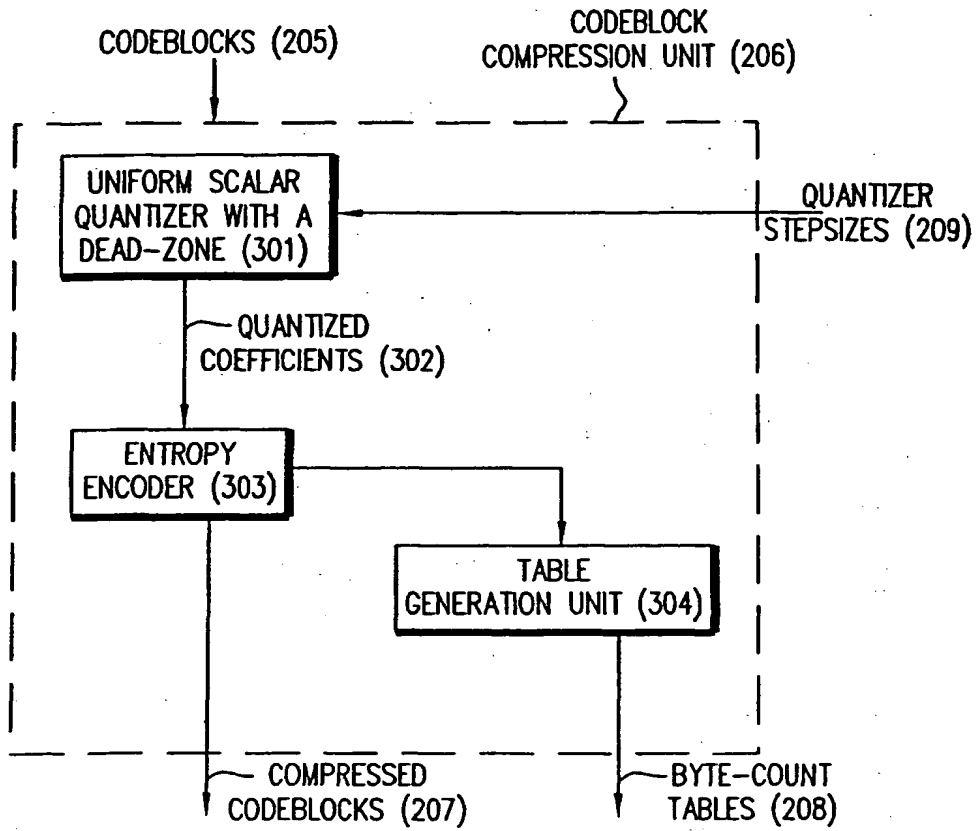 CODEBLOCKS (205)
CODEBLOCK
COMPRESSION UNIT (206)
UNIFORM SCALAR
QUANTIZER WITH A
DEAD-ZONE (301)
QUANTIZER
STEPSIZES (209)
QUANTIZED
COEFFICIENTS (302)
ENTROPY
ENCODER (303)
TABLE
GENERATION UNIT (304)
COMPRESSED
CODEBLOCKS (207)
BYTE-COUNT
TABLES (208)